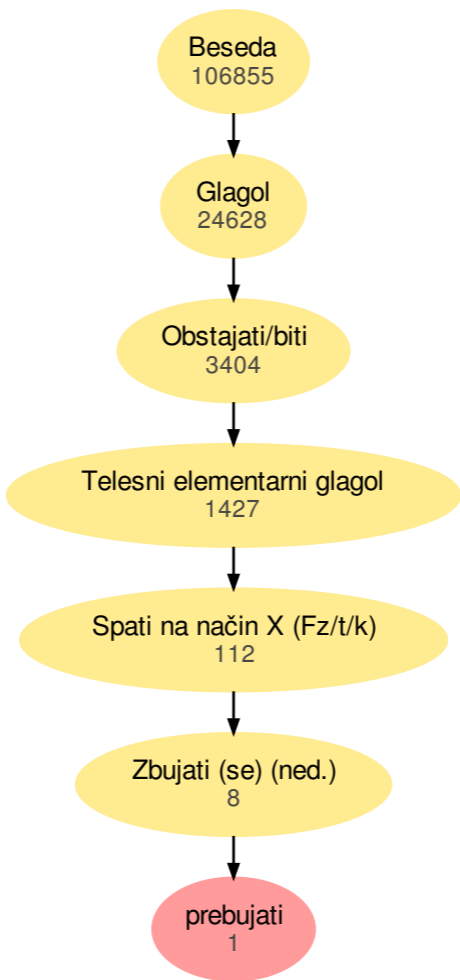 Beseda
106855
Glagol
24628
Obstajati/biti
3404
Telesni elementarni glagol
1427
Spati na način X (Fz/t/k)
112
Zbujati (se) (ned.)
8
prebujati
1